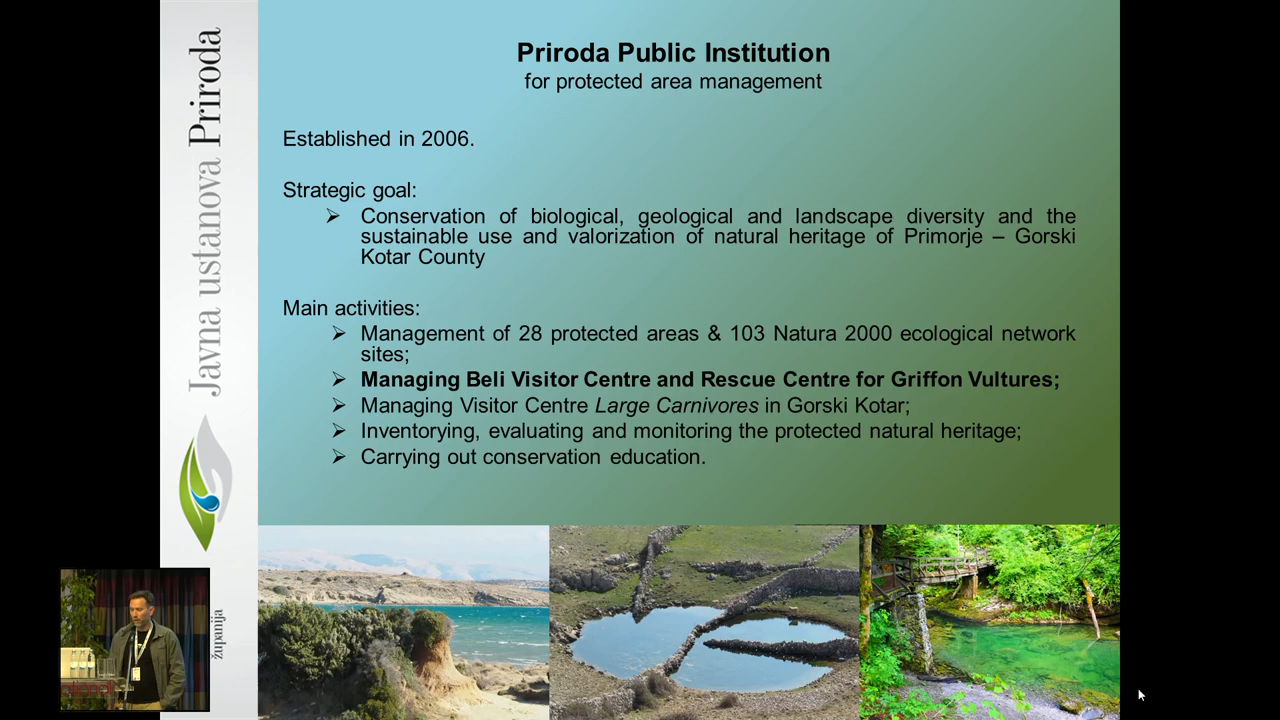 Priroda Public Institution
for protected area management
Established in 2006.
Strategic goal:
➢ Conservation of biological, geological and landscape diversity and the
sustainable use and valorization of natural heritage of Primorje – Gorski
Kotar County
Main activities:
➢ Management of 28 protected areas & 103 Natura 2000 ecological network
sites;
➢ Managing Beli Visitor Centre and Rescue Centre for Griffon Vultures;
➢ Managing Visitor Centre Large Carnivores in Gorski Kotar;
➢ Inventorying, evaluating and monitoring the protected natural heritage;
➢ Carrying out conservation education.
Javna ustanova Priroda
županija